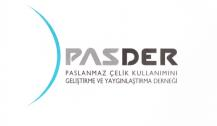 PASDER
PASLANMAZ ÇELİK KULLANIMINI
GELİŞTİRME VE YAYGINLAŞTIRMA DERNEĞİ